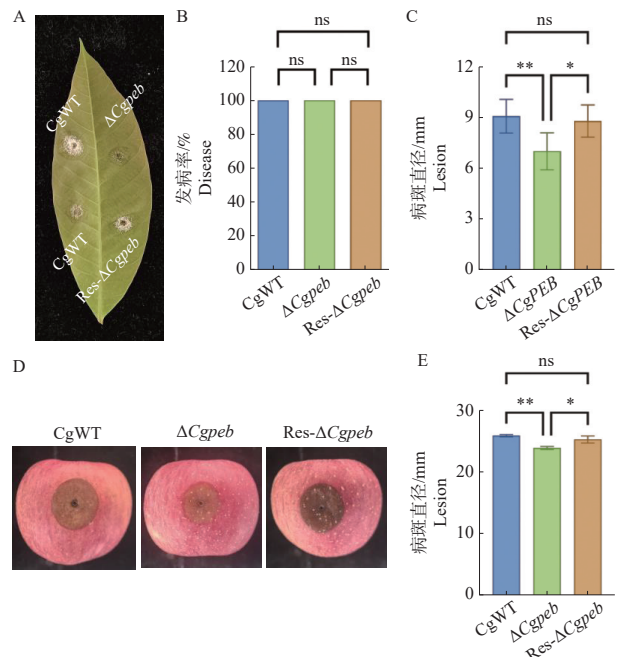 A
CgWT
ΔCgpeb
CgWT
Res-ΔCgpeb
B
ns
ns
ns
120
100
80
60
40
20
0
发病率/%
Disease
CgWT
ΔCgpeb
Res-ΔCgpeb
C
ns
**
*
12
9
6
3
0
病斑直径/mm
Lesion
CgWT
ΔCgPEB
Res-ΔCgPEB
D
CgWT
ΔCgpeb
Res-ΔCgpeb
E
ns
**
*
30
20
10
0
病斑直径/mm
Lesion
CgWT
ΔCgpeb
Res-ΔCgpeb